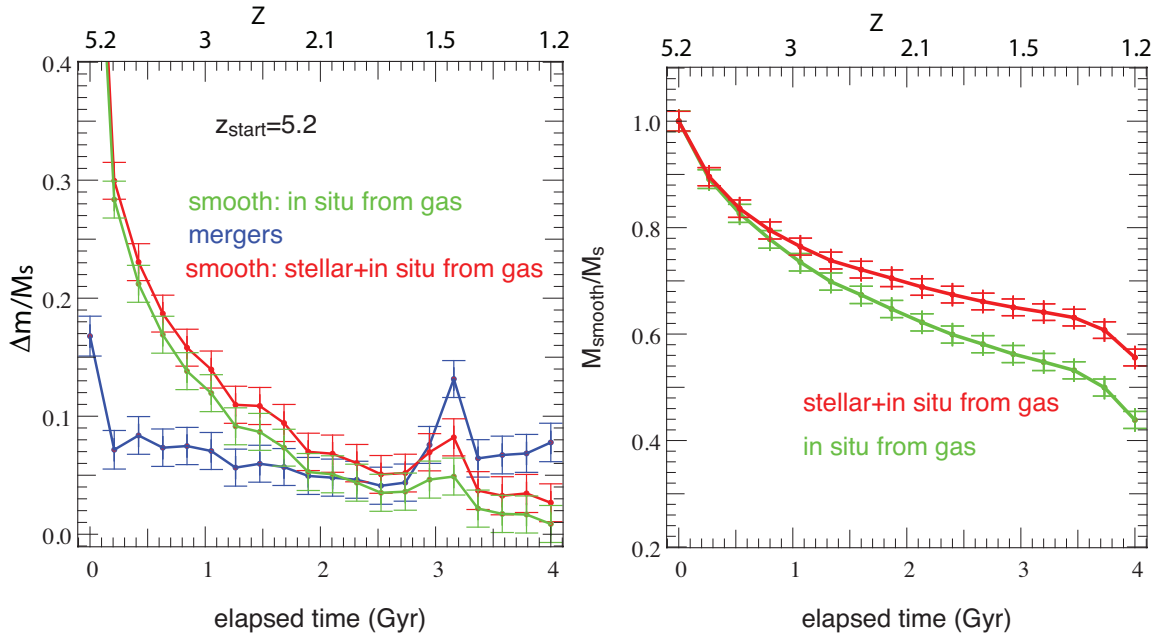 Z
5.2 3 2.1 1.5 1.2
0.4
0.3
0.2
0.1
0.0
Δm/Ms
zstart=5.2
smooth: in situ from gas
mergers
smooth: stellar+in situ from gas
0 1 2 3 4
elapsed time (Gyr)
Z
5.2 3 2.1 1.5 1.2
1.0
0.8
0.6
0.4
0.2
Msmooth/Ms
stellar+in situ from gas
in situ from gas
0 1 2 3 4
elapsed time (Gyr)